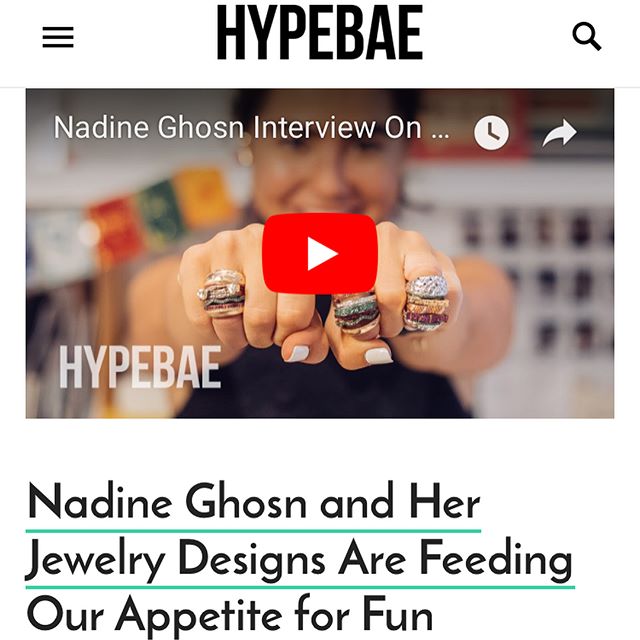 HYPEBAE
Nadine Ghosn Interview On ...
HYPEBAE
Nadine Ghosn and Her
Jewelry Designs Are Feeding
Our Appetite for Fun